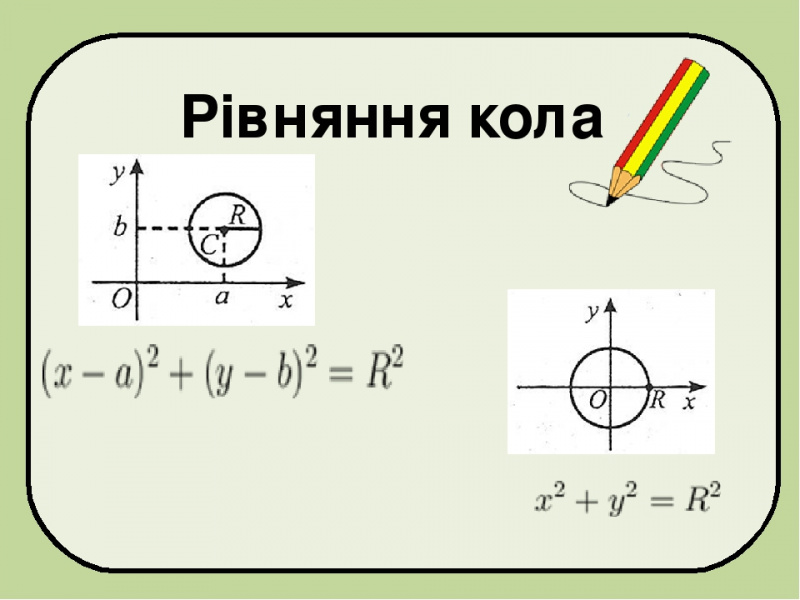 Рівняння кола
y
b
R
C
O
a
x
(x − a)² + (y − b)² = R²
y
O
R
x
x² + y² = R²